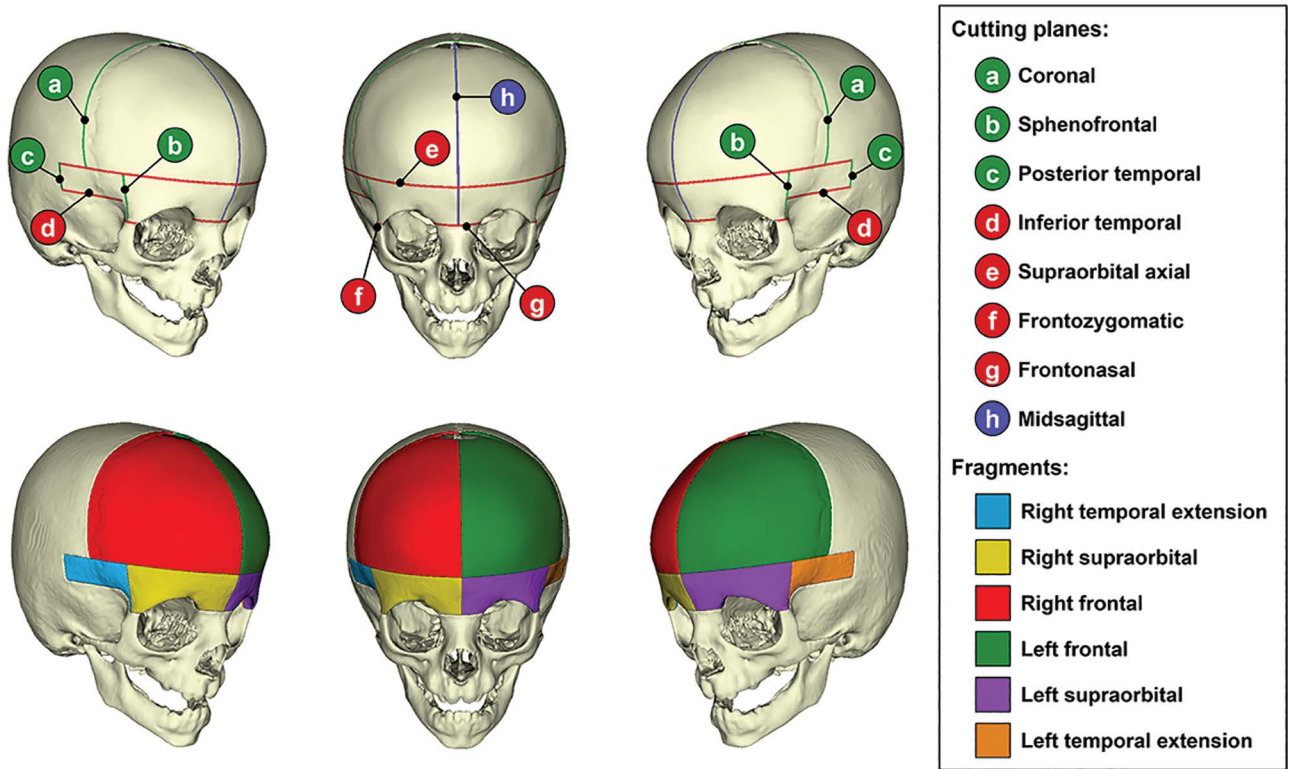 a
a
h
b
b
c
c
e
d
d
f
g
Cutting planes:
a Coronal
b Sphenofrontal
c Posterior temporal
d Inferior temporal
e Supraorbital axial
f Frontozygomatic
g Frontonasal
h Midsagittal
Fragments:
Right temporal extension
Right supraorbital
Right frontal
Left frontal
Left supraorbital
Left temporal extension